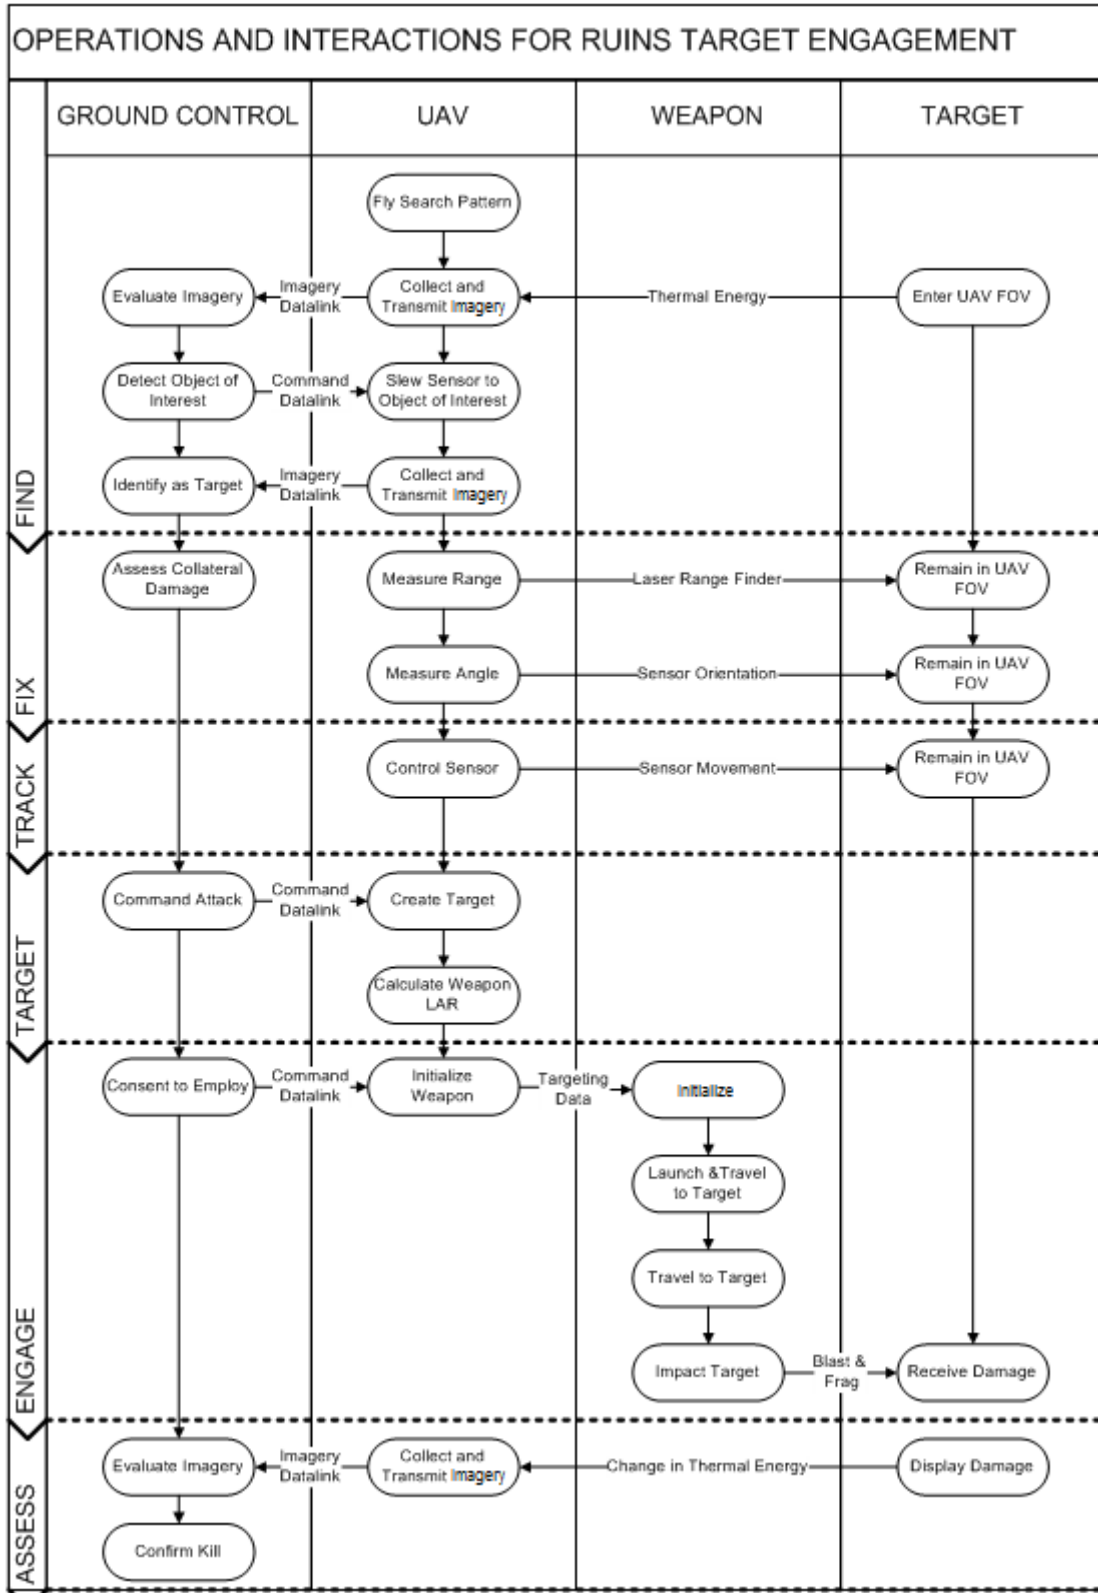 OPERATIONS AND INTERACTIONS FOR RUINS TARGET ENGAGEMENT
GROUND CONTROL
UAV
WEAPON
TARGET
FIND
Fly Search Pattern
Evaluate Imagery
Imagery
Datalink
Collect and
Transmit Imagery
Thermal Energy
Enter UAV FOV
Detect Object of
Interest
Command
Datalink
Slew Sensor to
Object of Interest
Identify as Target
Imagery
Datalink
Collect and
Transmit Imagery
FIX
Assess Collateral
Damage
Measure Range
Laser Range Finder
Remain in UAV
FOV
Measure Angle
Sensor Orientation
Remain in UAV
FOV
TRACK
Control Sensor
Sensor Movement
Remain in UAV
FOV
TARGET
Command Attack
Command
Datalink
Create Target
Calculate Weapon
LAR
ENGAGE
Consent to Employ
Command
Datalink
Initialize
Weapon
Targeting
Data
Initialize
Launch &Travel
to Target
Travel to Target
Impact Target
Blast &
Frag
Receive Damage
ASSESS
Evaluate Imagery
Imagery
Datalink
Collect and
Transmit Imagery
Change in Thermal Energy
Display Damage
Confirm Kill